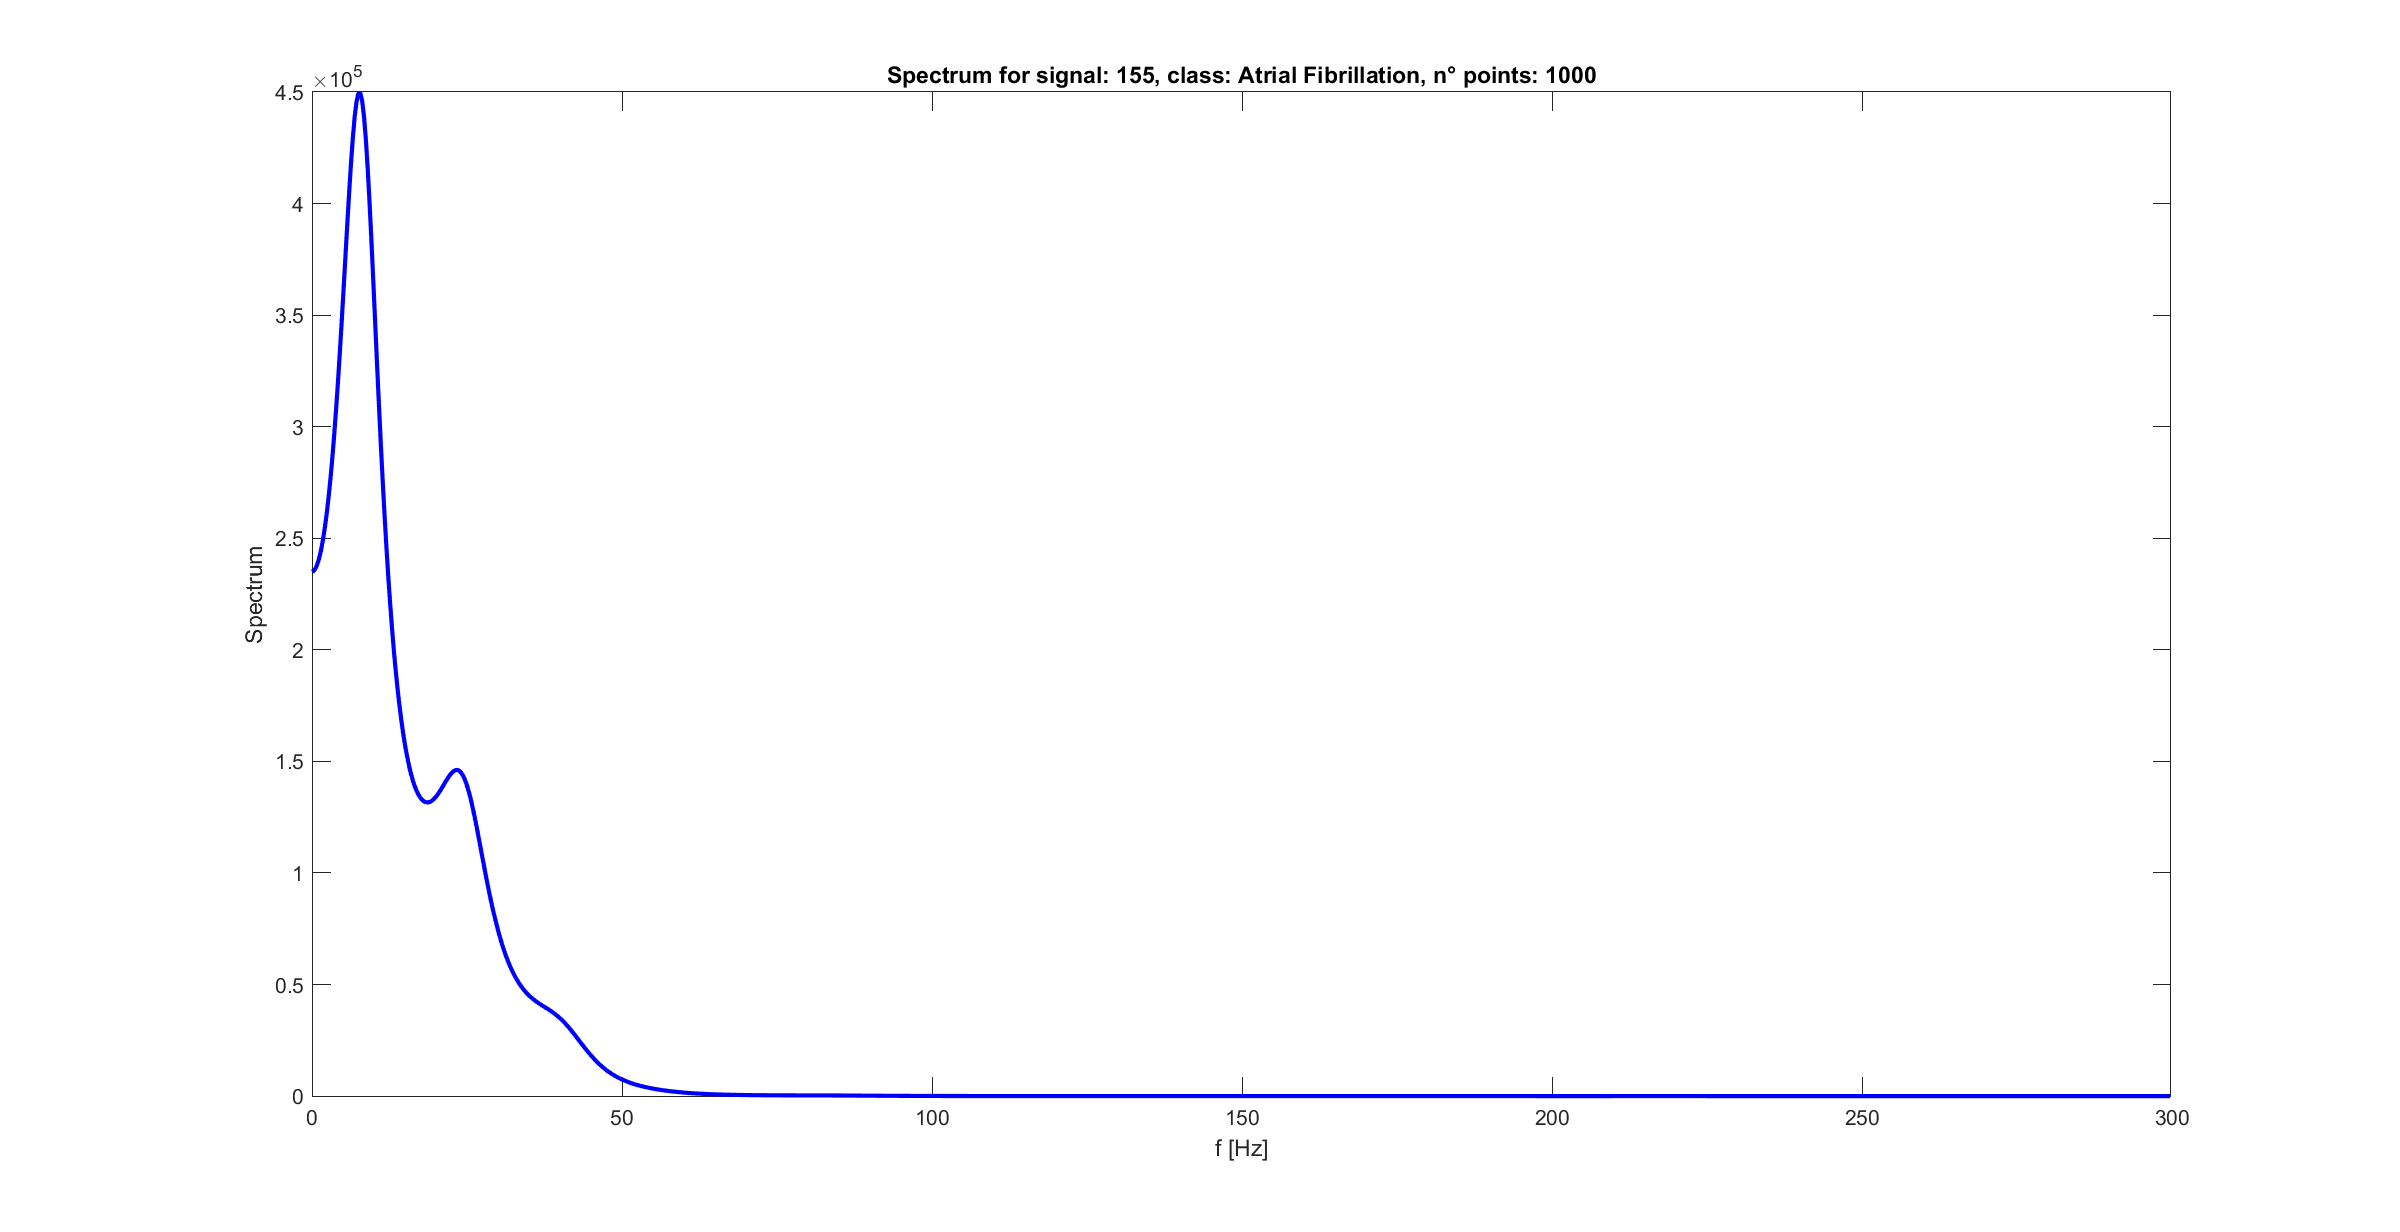 Spectrum for signal: 155, class: Atrial Fibrillation, n° points: 1000
×10^5
4.5
4
3.5
3
2.5
2
1.5
1
0.5
0
Spectrum
0 50 100 150 200 250 300
f [Hz]